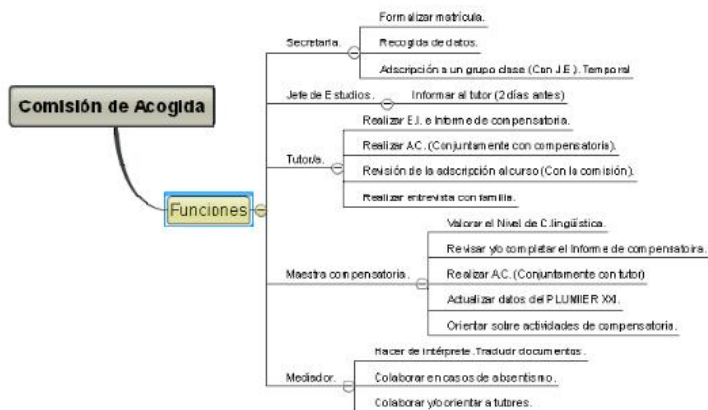 Comisión de Acogida
Funciones
Secretaria.
Formalizar matrícula.
Recogida de datos.
Adscripción a un grupo clase (Con J.E.). Temporal
Jefe de Estudios.
Informar al tutor (2 días antes)
Tutor/a.
Realizar E.I. e Informe de compensatoria.
Realizar A.C. (Conjuntamente con compensatoria).
Revisión de la adscripción al curso (Con la comisión).
Realizar entrevista con familia.
Maestra compensatoria.
Valorar el Nivel de C.lingüística.
Revisar y/o completar el Informe de compensatoira.
Realizar A.C. (Conjuntamente con tutor)
Actualizar datos del PLUMIER XXI.
Orientar sobre actividades de compensatoria.
Mediador.
Hacer de intérprete. Traducir documentos.
Colaborar en casos de absentismo.
Colaborar y/o orientar a tutores.